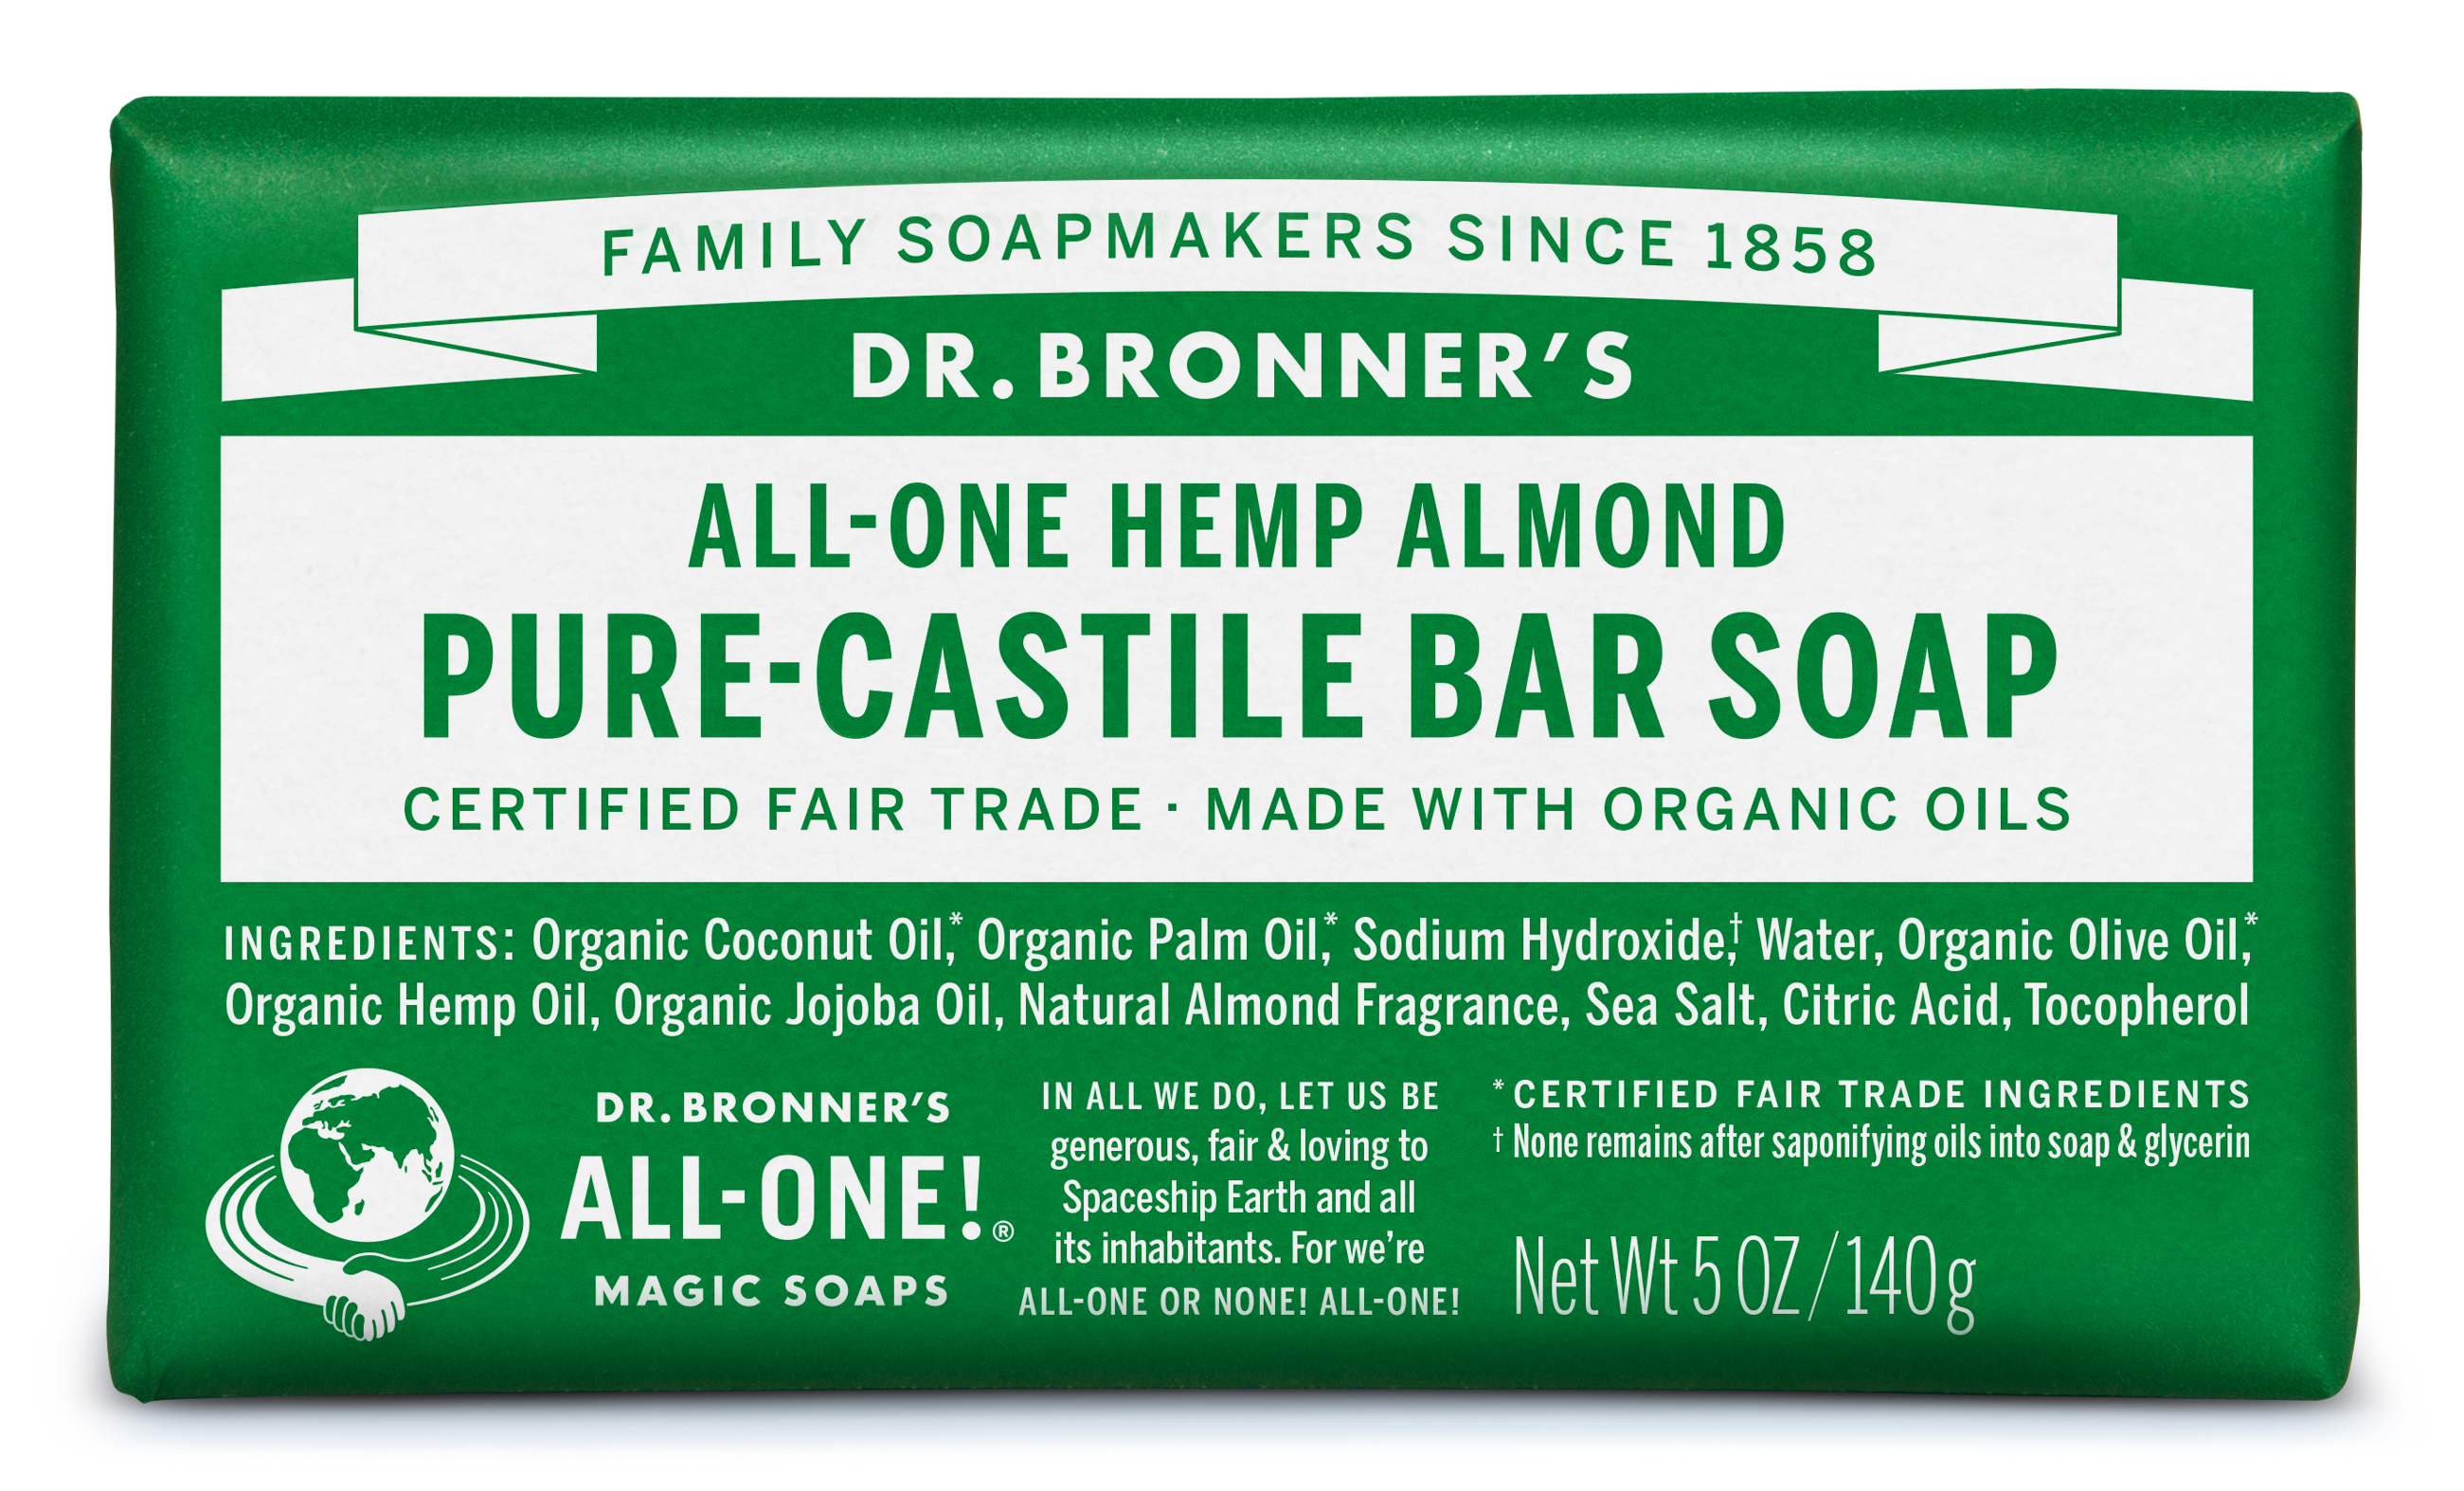 FAMILY SOAPMAKERS SINCE 1858
DR. BRONNER'S
ALL-ONE HEMP ALMOND
PURE-CASTILE BAR SOAP
CERTIFIED FAIR TRADE · MADE WITH ORGANIC OILS
INGREDIENTS: Organic Coconut Oil,* Organic Palm Oil,* Sodium Hydroxide,† Water, Organic Olive Oil,*
Organic Hemp Oil, Organic Jojoba Oil, Natural Almond Fragrance, Sea Salt, Citric Acid, Tocopherol
DR. BRONNER'S
ALL-ONE!®
MAGIC SOAPS
IN ALL WE DO, LET US BE
generous, fair & loving to
Spaceship Earth and all
its inhabitants. For we're
ALL-ONE OR NONE! ALL-ONE!
* CERTIFIED FAIR TRADE INGREDIENTS
† None remains after saponifying oils into soap & glycerin
Net Wt 5 OZ/140g